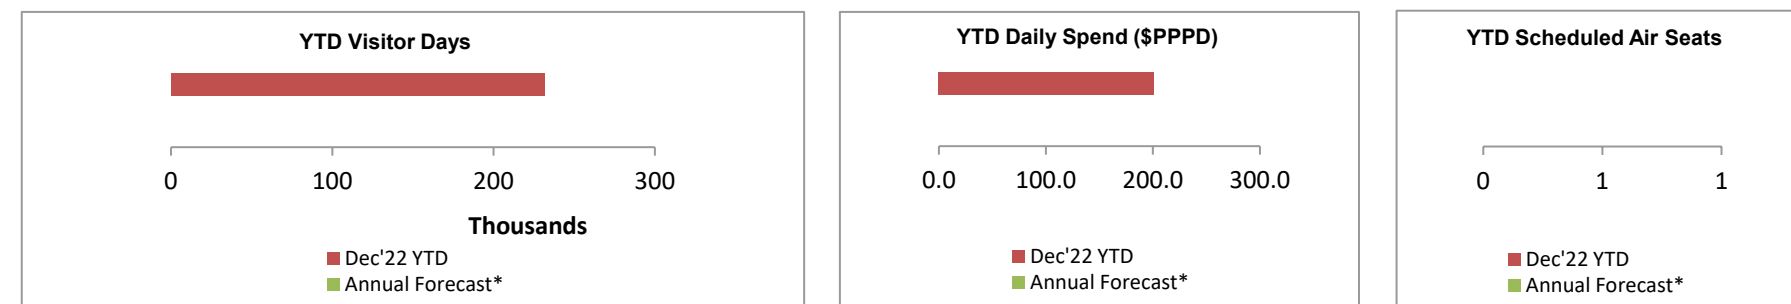 YTD Visitor Days
0 100 200 300
Thousands
Dec'22 YTD
Annual Forecast*
YTD Daily Spend ($PPPD)
0.0 100.0 200.0 300.0
Dec'22 YTD
Annual Forecast*
YTD Scheduled Air Seats
0 1 1
Dec'22 YTD
Annual Forecast*